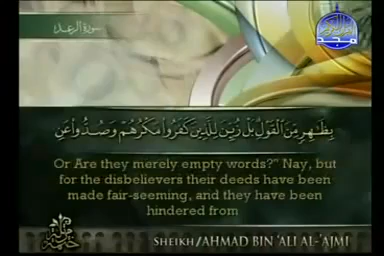 سورة الرعد
بِظَٰهِرٍ مِّنَ ٱلْقَوْلِ بَلْ زُيِّنَ لِلَّذِينَ كَفَرُوا۟ مَكْرُهُمْ وَصُدُّوا۟ عَنِ
Or Are they merely empty words?" Nay, but
for the disbelievers their deeds have been
made fair-seeming, and they have been
hindered from
SHEIKH/AHMAD BIN 'ALI AL-'AJMI